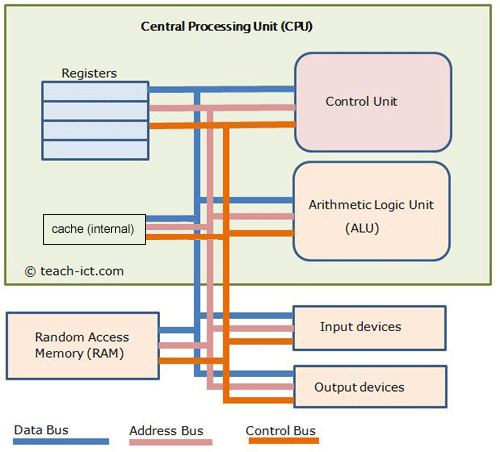 Central Processing Unit (CPU)
Registers
Control Unit
Arithmetic Logic Unit
(ALU)
cache (internal)
© teach-ict.com
Random Access
Memory (RAM)
Input devices
Output devices
Data Bus
Address Bus
Control Bus